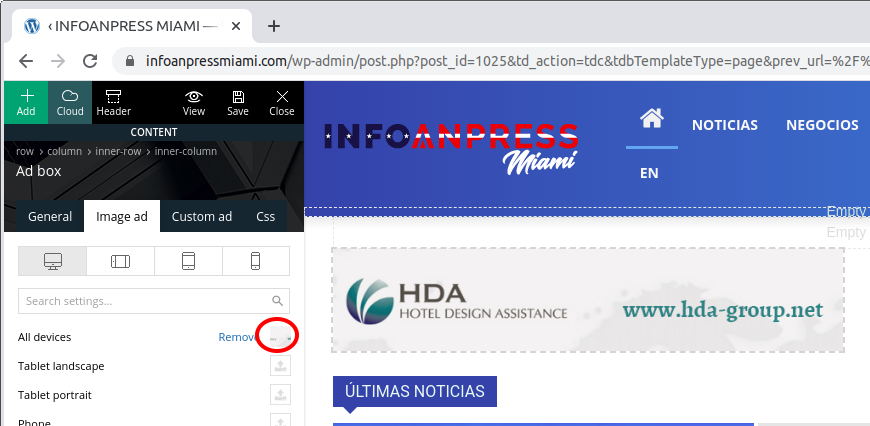 ‹ INFOANPRESS MIAMI —
infoanpressmiami.com/wp-admin/post.php?post_id=1025&td_action=tdc&tdbTemplateType=page&prev_url=%2F%
Add
Cloud
Header
View
Save
Close
CONTENT
row > column > inner-row > inner-column
Ad box
General
Image ad
Custom ad
Css
Search settings...
All devices
Remove
Tablet landscape
Tablet portrait
Phone
INFOANPRESS
Miami
NOTICIAS
NEGOCIOS
EN
Empty
Empty
HDA
HOTEL DESIGN ASSISTANCE
www.hda-group.net
ÚLTIMAS NOTICIAS